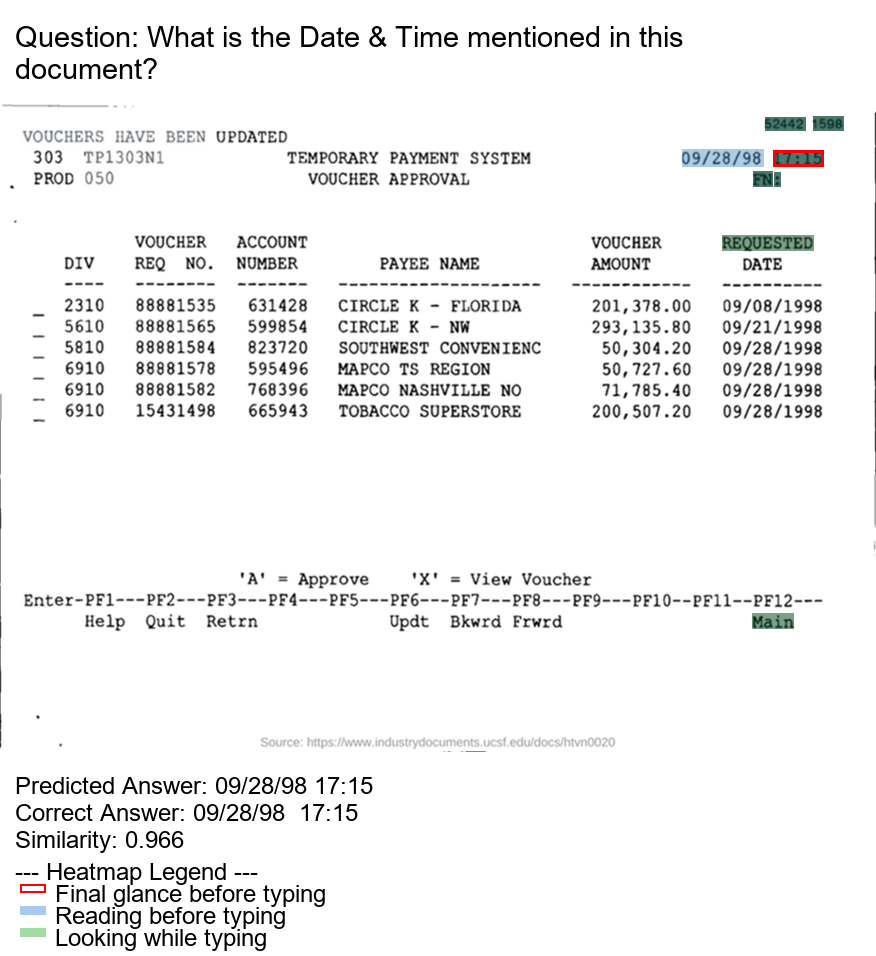 Question: What is the Date & Time mentioned in this
document?
52442 1598
VOUCHERS HAVE BEEN UPDATED
303 TP1303N1 TEMPORARY PAYMENT SYSTEM 09/28/98 17:15
PROD 050 VOUCHER APPROVAL FN:
VOUCHER ACCOUNT VOUCHER REQUESTED
DIV REQ NO. NUMBER PAYEE NAME AMOUNT DATE
---- -------- ------- -------------------- ------------ ----------
_ 2310 88881535 631428 CIRCLE K - FLORIDA 201,378.00 09/08/1998
_ 5610 88881565 599854 CIRCLE K - NW 293,135.80 09/21/1998
_ 5810 88881584 823720 SOUTHWEST CONVENIENC 50,304.20 09/28/1998
_ 6910 88881578 595496 MAPCO TS REGION 50,727.60 09/28/1998
_ 6910 88881582 768396 MAPCO NASHVILLE NO 71,785.40 09/28/1998
_ 6910 15431498 665943 TOBACCO SUPERSTORE 200,507.20 09/28/1998
'A' = Approve 'X' = View Voucher
Enter-PF1---PF2---PF3---PF4---PF5---PF6---PF7---PF8---PF9---PF10--PF11--PF12---
Help Quit Retrn Updt Bkwrd Frwrd Main
Source: https://www.industrydocuments.ucsf.edu/docs/htvn0020
Predicted Answer: 09/28/98 17:15
Correct Answer: 09/28/98  17:15
Similarity: 0.966
--- Heatmap Legend ---
Final glance before typing
Reading before typing
Looking while typing